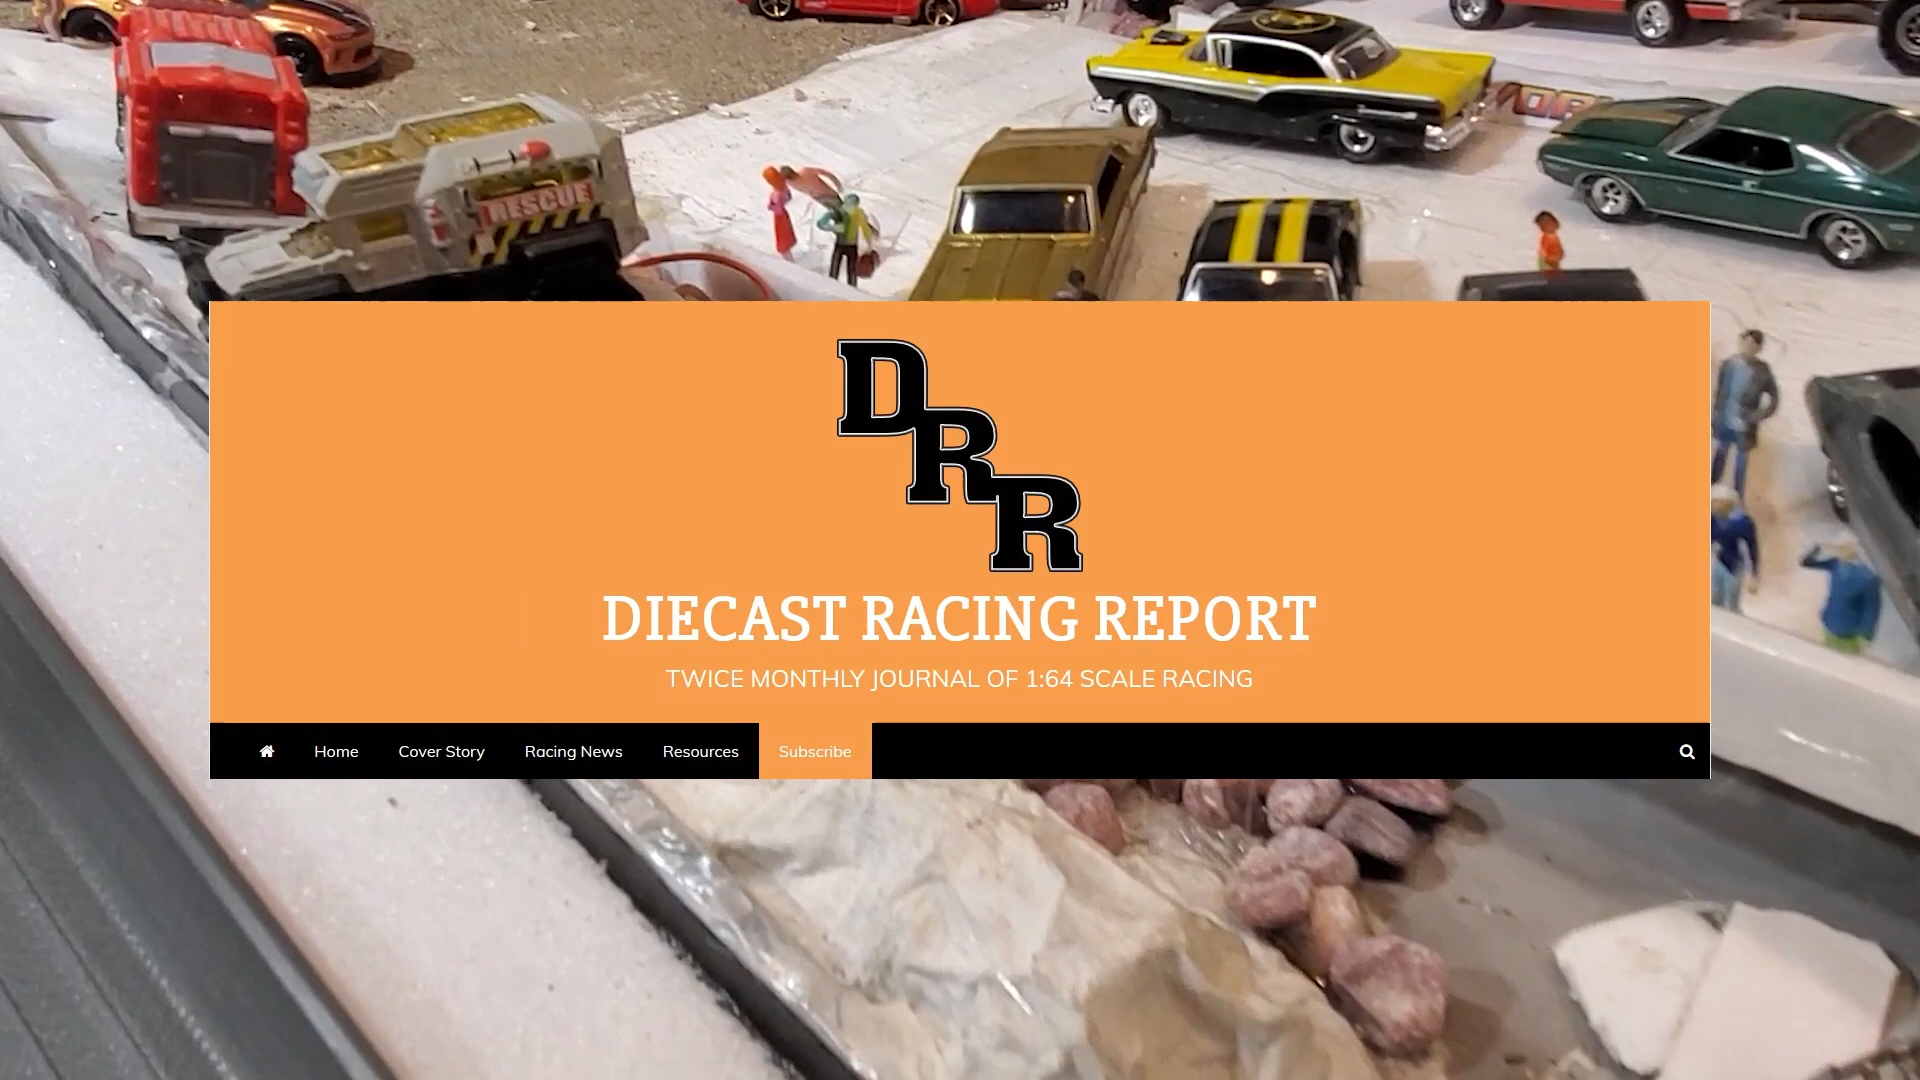 RESCUE
DRR
DIECAST RACING REPORT
TWICE MONTHLY JOURNAL OF 1:64 SCALE RACING
Home Cover Story Racing News Resources Subscribe